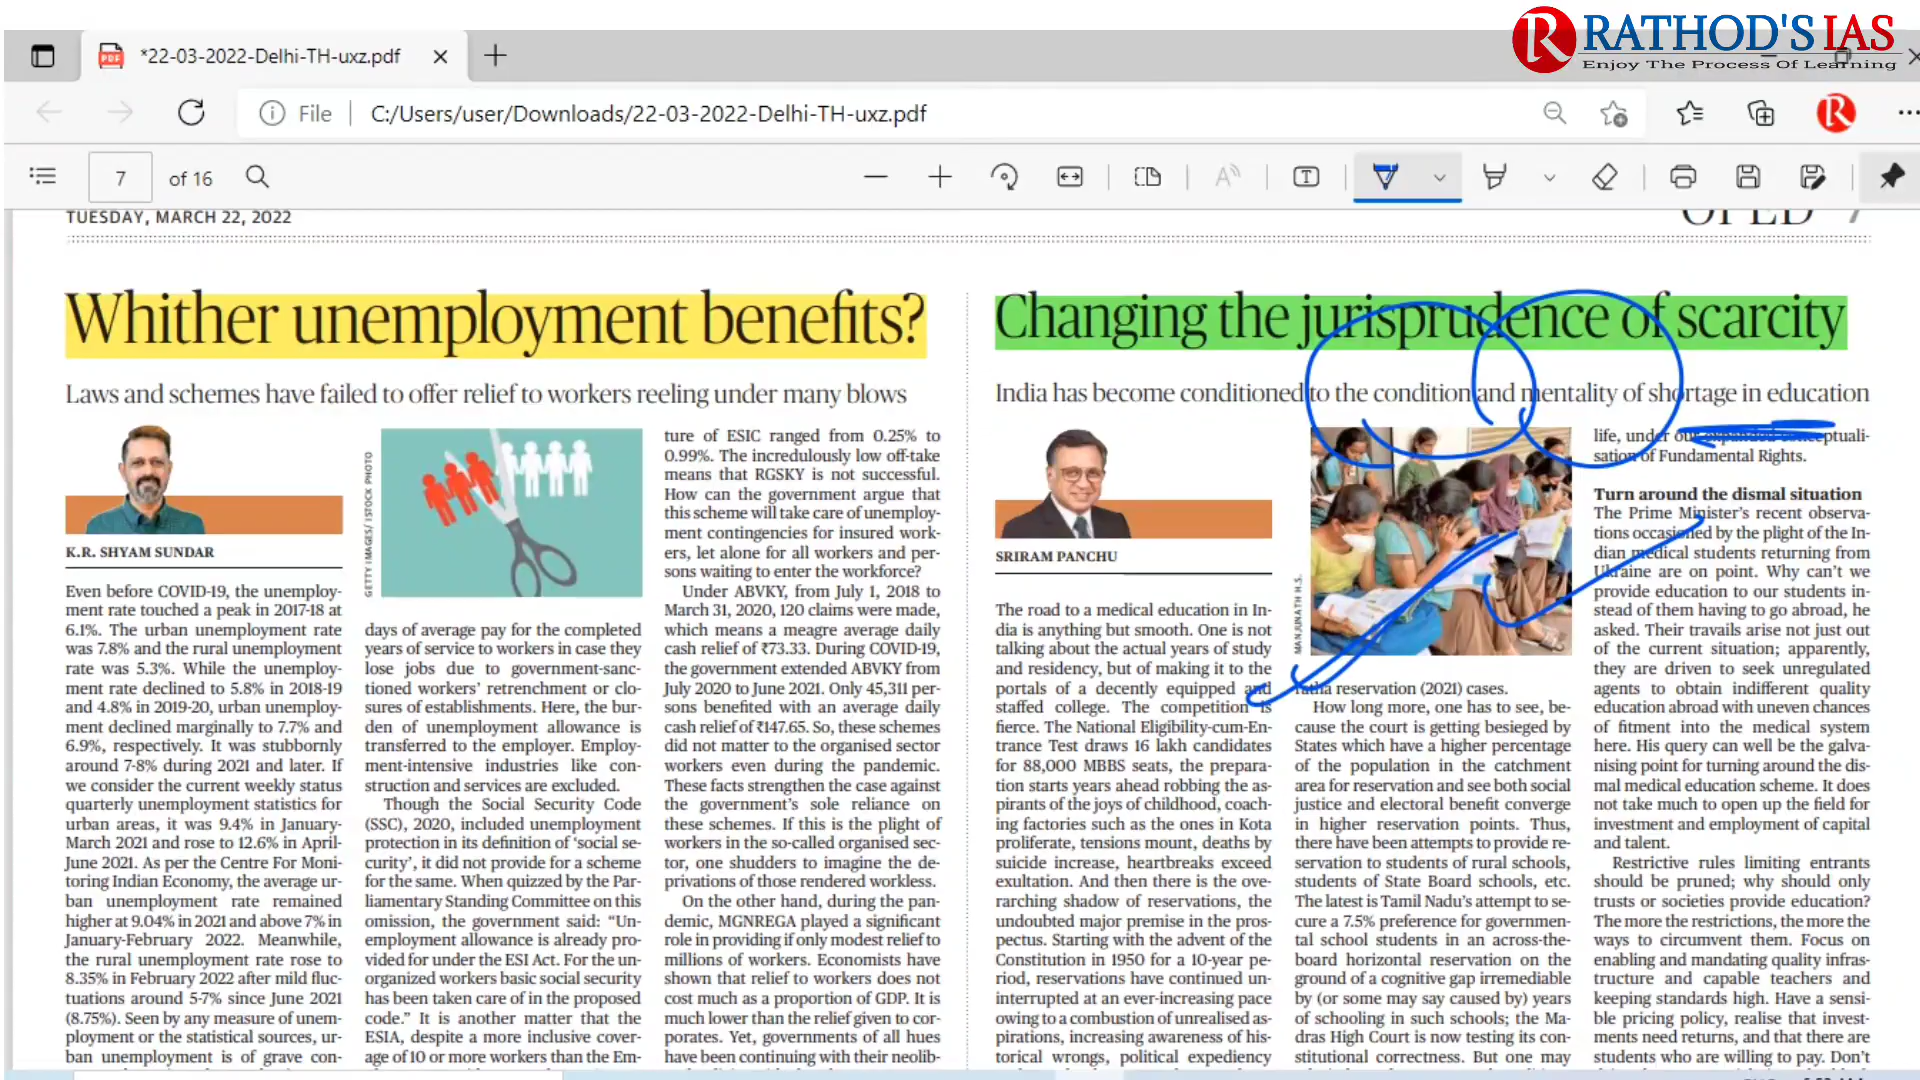 RATHOD'S IAS
Enjoy The Process Of Learning
*22-03-2022-Delhi-TH-uxz.pdf
File
C:/Users/user/Downloads/22-03-2022-Delhi-TH-uxz.pdf
7
of 16
TUESDAY, MARCH 22, 2022
OPED 7
Whither unemployment benefits?
Laws and schemes have failed to offer relief to workers reeling under many blows
K.R. SHYAM SUNDAR
Even before COVID-19, the unemploy-
ment rate touched a peak in 2017-18 at
6.1%. The urban unemployment rate
was 7.8% and the rural unemployment
rate was 5.3%. While the unemploy-
ment rate declined to 5.8% in 2018-19
and 4.8% in 2019-20, urban unemploy-
ment declined marginally to 7.7% and
6.9%, respectively. It was stubbornly
around 7-8% during 2021 and later. If
we consider the current weekly status
quarterly unemployment statistics for
urban areas, it was 9.4% in January-
March 2021 and rose to 12.6% in April-
June 2021. As per the Centre For Moni-
toring Indian Economy, the average ur-
ban unemployment rate remained
higher at 9.04% in 2021 and above 7% in
January-February 2022. Meanwhile,
the rural unemployment rate rose to
8.35% in February 2022 after mild fluc-
tuations around 5-7% since June 2021
(8.75%). Seen by any measure of unem-
ployment or the statistical sources, ur-
ban unemployment is of grave con-
GETTY IMAGES/ ISTOCK PHOTO
days of average pay for the completed
years of service to workers in case they
lose jobs due to government-sanc-
tioned workers' retrenchment or clo-
sures of establishments. Here, the bur-
den of unemployment allowance is
transferred to the employer. Employ-
ment-intensive industries like con-
struction and services are excluded.
Though the Social Security Code
(SSC), 2020, included unemployment
protection in its definition of 'social se-
curity', it did not provide for a scheme
for the same. When quizzed by the Par-
liamentary Standing Committee on this
omission, the government said: "Un-
employment allowance is already pro-
vided for under the ESI Act. For the un-
organized workers basic social security
has been taken care of in the proposed
code." It is another matter that the
ESIA, despite a more inclusive cover-
age of 10 or more workers than the Em-
ture of ESIC ranged from 0.25% to
0.99%. The incredulously low off-take
means that RGSKY is not successful.
How can the government argue that
this scheme will take care of unemploy-
ment contingencies for insured work-
ers, let alone for all workers and per-
sons waiting to enter the workforce?
Under ABVKY, from July 1, 2018 to
March 31, 2020, 120 claims were made,
which means a meagre average daily
cash relief of ₹73.33. During COVID-19,
the government extended ABVKY from
July 2020 to June 2021. Only 45,311 per-
sons benefited with an average daily
cash relief of ₹147.65. So, these schemes
did not matter to the organised sector
workers even during the pandemic.
These facts strengthen the case against
the government's sole reliance on
these schemes. If this is the plight of
workers in the so-called organised sec-
tor, one shudders to imagine the de-
privations of those rendered workless.
On the other hand, during the pan-
demic, MGNREGA played a significant
role in providing if only modest relief to
millions of workers. Economists have
shown that relief to workers does not
cost much as a proportion of GDP. It is
much lower than the relief given to cor-
porates. Yet, governments of all hues
have been continuing with their neolib-
Changing the jurisprudence of scarcity
India has become conditioned to the condition and mentality of shortage in education
SRIRAM PANCHU
The road to a medical education in In-
dia is anything but smooth. One is not
talking about the actual years of study
and residency, but of making it to the
portals of a decently equipped and
staffed college. The competition is
fierce. The National Eligibility-cum-En-
trance Test draws 16 lakh candidates
for 88,000 MBBS seats, the prepara-
tion starts years ahead robbing the as-
pirants of the joys of childhood, coach-
ing factories such as the ones in Kota
proliferate, tensions mount, deaths by
suicide increase, heartbreaks exceed
exultation. And then there is the ove-
rarching shadow of reservations, the
undoubted major premise in the pros-
pectus. Starting with the advent of the
Constitution in 1950 for a 10-year pe-
riod, reservations have continued un-
interrupted at an ever-increasing pace
owing to a combustion of unrealised as-
pirations, increasing awareness of his-
torical wrongs, political expediency
MANJUNATH H.S.
ratha reservation (2021) cases.
How long more, one has to see, be-
cause the court is getting besieged by
States which have a higher percentage
of the population in the catchment
area for reservation and see both social
justice and electoral benefit converge
in higher reservation points. Thus,
there have been attempts to provide re-
servation to students of rural schools,
students of State Board schools, etc.
The latest is Tamil Nadu's attempt to se-
cure a 7.5% preference for governmen-
tal school students in an across-the-
board horizontal reservation on the
ground of a cognitive gap irremediable
by (or some may say caused by) years
of schooling in such schools; the Ma-
dras High Court is now testing its con-
stitutional correctness. But one may
life, under our expanded conceptuali-
sation of Fundamental Rights.
Turn around the dismal situation
The Prime Minister's recent observa-
tions occasioned by the plight of the In-
dian medical students returning from
Ukraine are on point. Why can't we
provide education to our students in-
stead of them having to go abroad, he
asked. Their travails arise not just out
of the current situation; apparently,
they are driven to seek unregulated
agents to obtain indifferent quality
education abroad with uneven chances
of fitment into the medical system
here. His query can well be the galva-
nising point for turning around the dis-
mal medical education scheme. It does
not take much to open up the field for
investment and employment of capital
and talent.
Restrictive rules limiting entrants
should be pruned; why should only
trusts or societies provide education?
The more the restrictions, the more the
ways to circumvent them. Focus on
enabling and mandating quality infras-
tructure and capable teachers and
keeping standards high. Have a sensi-
ble pricing policy, realise that invest-
ments need returns, and that there are
students who are willing to pay. Don't